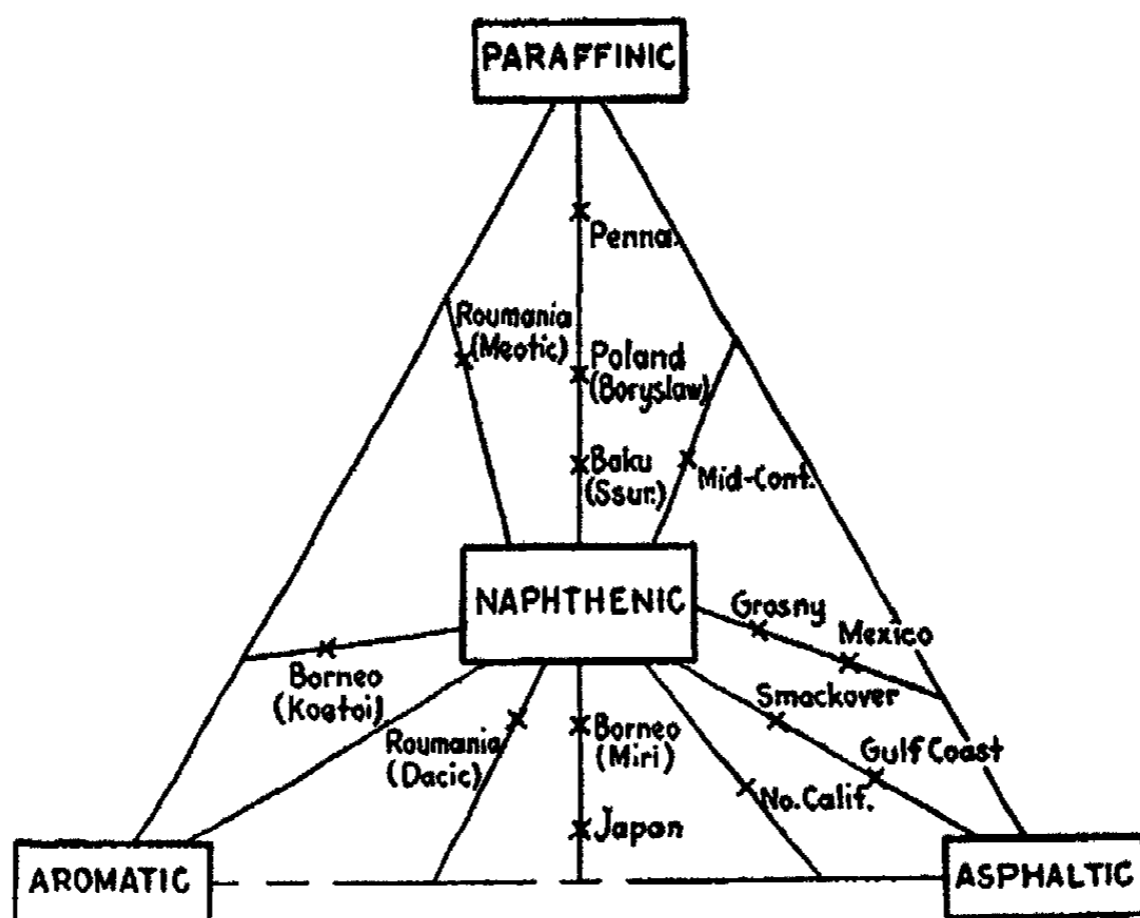 PARAFFINIC
Penna.
Roumania
(Meotic)
Poland
(Boryslaw)
Baku
(Ssur.)
Mid-Cont.
NAPHTHENIC
Grosny
Mexico
Borneo
(Koetoi)
Smackover
Roumania
(Dacic)
Borneo
(Miri)
Gulf Coast
No. Calif.
Japan
AROMATIC
ASPHALTIC